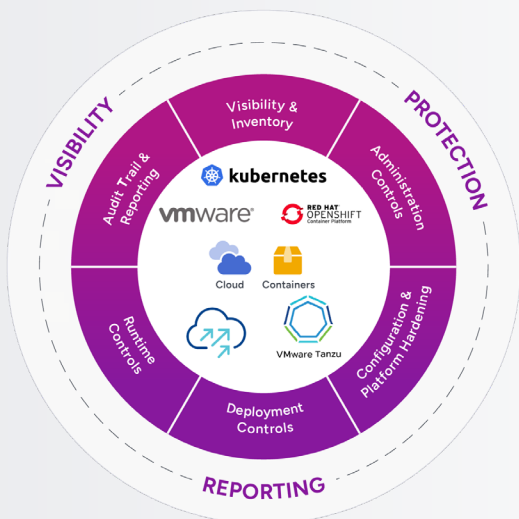 VISIBILITY
PROTECTION
REPORTING
Visibility &
Inventory
Administration
Controls
Configuration &
Platform Hardening
Deployment
Controls
Runtime
Controls
Audit Trail &
Reporting
kubernetes
vmware®
RED HAT®
OPENSHIFT
Container Platform
Cloud
Containers
VMware Tanzu